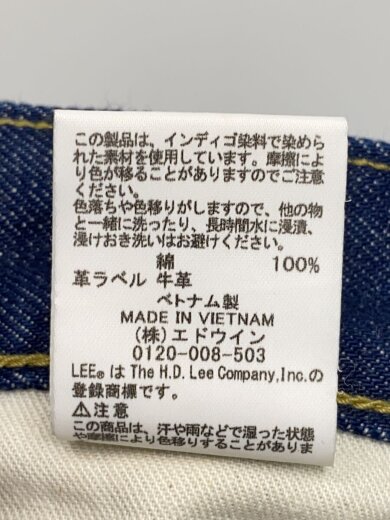 この製品は、インディゴ染料で染めら
れた素材を使用しています。摩擦によ
り色が移ることがありますのでご注意
ください。
色落ちや色移りがしますので、他の物
と一緒に洗ったり、長時間水に浸漬、
浸けおき洗いはお避けください。
綿 100%
革ラベル 牛革
ベトナム製
MADE IN VIETNAM
(株)エドウイン
0120-008-503
LEE® は The H.D. Lee Company,Inc.の
登録商標です。
⚠注意
この商品は、汗や雨などで湿った状態
や摩擦により色移りすることがありま